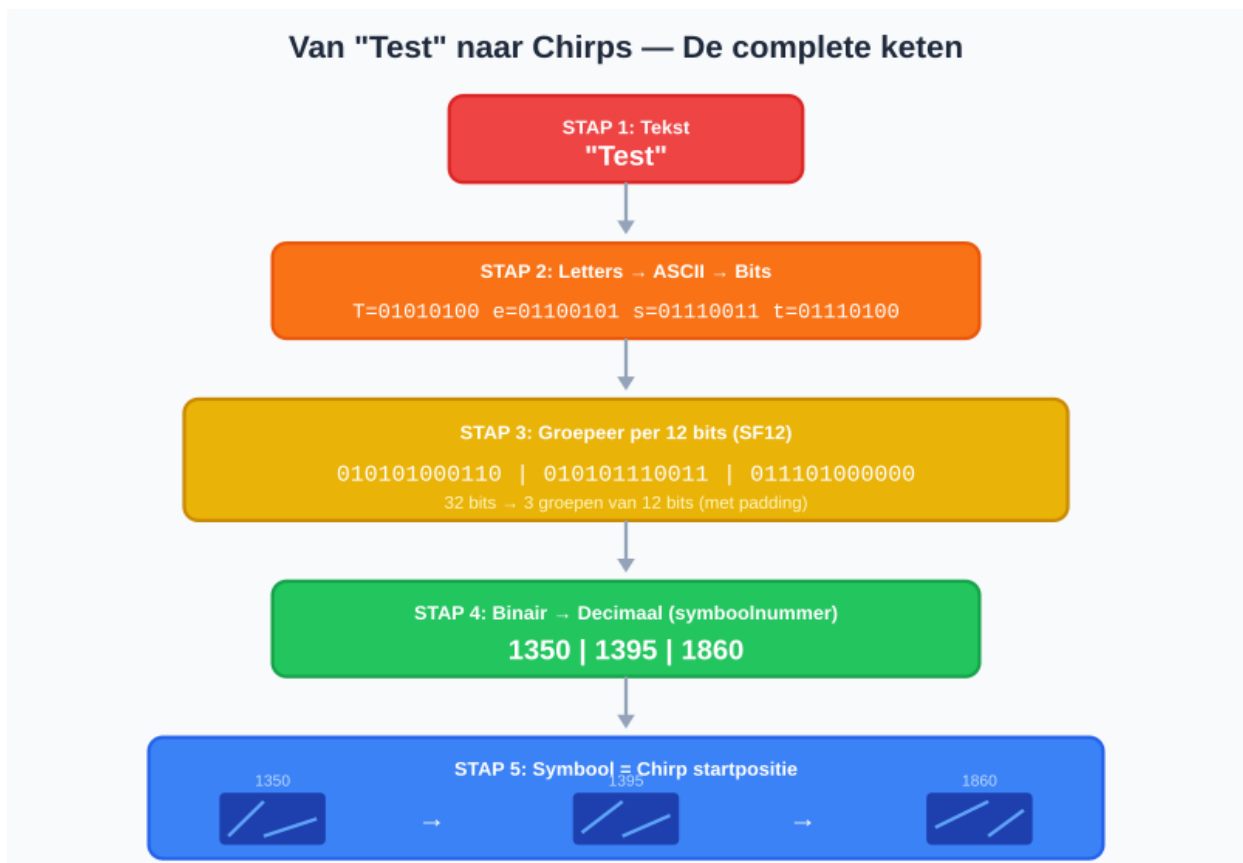 Van "Test" naar Chirps — De complete keten
STAP 1: Tekst
"Test"
STAP 2: Letters → ASCII → Bits
T=01010100 e=01100101 s=01110011 t=01110100
STAP 3: Groepeer per 12 bits (SF12)
010101000110 | 010101110011 | 011101000000
32 bits → 3 groepen van 12 bits (met padding)
STAP 4: Binair → Decimaal (symboolnummer)
1350 | 1395 | 1860
STAP 5: Symbool = Chirp startpositie
1350 1395 1860
→ →